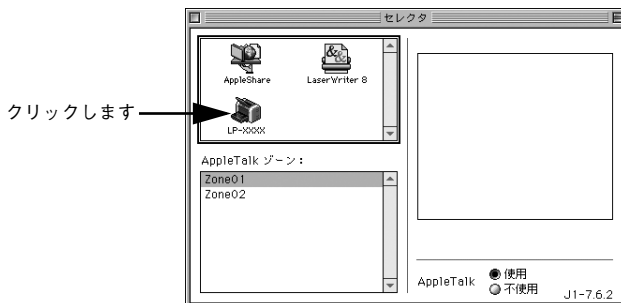 セレクタ
AppleShare
LaserWriter 8
クリックします
LP-XXXX
AppleTalk ゾーン：
Zone01
Zone02
AppleTalk
使用
不使用
J1-7.6.2